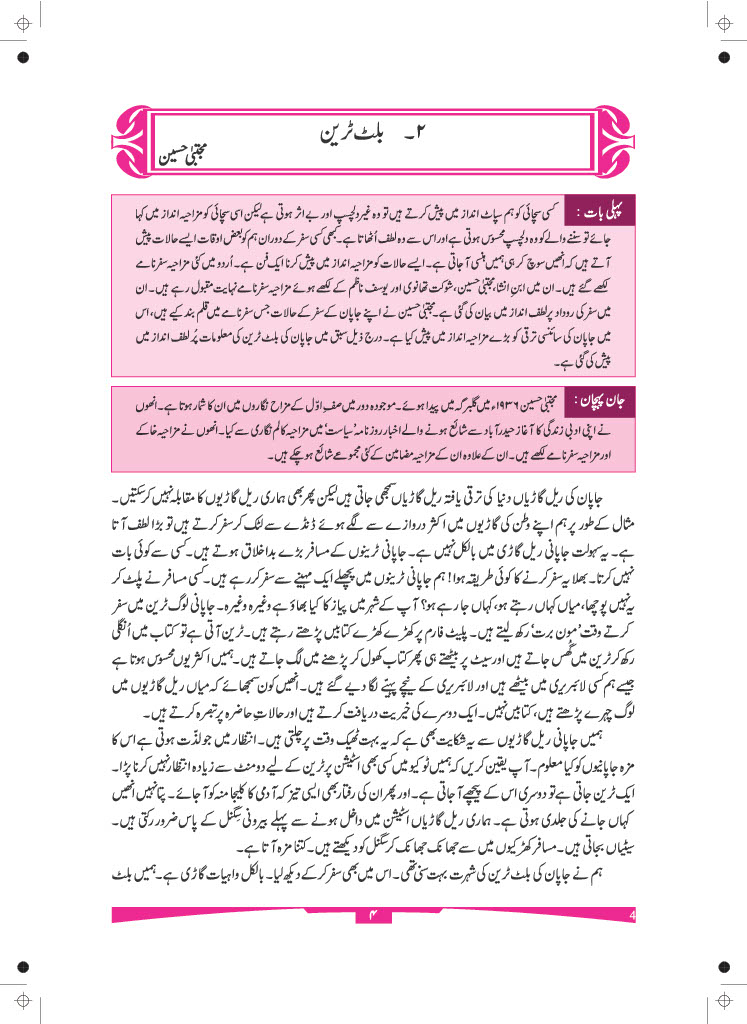 ۲۔ بلٹ ٹرین
مجتبیٰ حسین
پہلی بات : کسی سچائی کو ہم سپاٹ انداز میں پیش کرتے ہیں تو وہ غیر دلچسپ اور بے اثر ہوتی ہے لیکن اسی سچائی کو مزاحیہ انداز میں کہا
جائے تو سننے والے کو وہ دلچسپ محسوس ہوتی ہے اور اس سے وہ لطف اُٹھاتا ہے۔ کبھی کسی سفر کے دوران ہم کو بعض اوقات ایسے حالات پیش
آتے ہیں کہ انھیں سوچ کر ہی ہمیں ہنسی آ جاتی ہے۔ ایسے حالات کو مزاحیہ انداز میں پیش کرنا ایک فن ہے۔ اُردو میں کئی مزاحیہ سفرنامے
لکھے گئے ہیں۔ ان میں ابنِ انشا، مجتبیٰ حسین، شوکت تھانوی اور یوسف ناظم کے لکھے ہوئے مزاحیہ سفرنامے نہایت مقبول رہے ہیں۔ ان
میں سفر کی روداد پر لطف انداز میں بیان کی گئی ہے۔ مجتبیٰ حسین نے اپنے جاپان کے سفر کے حالات جس سفرنامے میں قلم بند کیے ہیں، اس
میں جاپان کی سائنسی ترقی کو بڑے مزاحیہ انداز میں پیش کیا ہے۔ درج ذیل سبق میں جاپان کی بلٹ ٹرین کی معلومات پُر لطف انداز میں
پیش کی گئی ہے۔
جان پہچان : مجتبیٰ حسین ۱۹۳۶ء میں گلبرگہ میں پیدا ہوئے۔ موجودہ دور میں صفِ اوّل کے مزاح نگاروں میں ان کا شمار ہوتا ہے۔ انھوں
نے اپنی ادبی زندگی کا آغاز حیدرآباد سے شائع ہونے والے اخبار روزنامہ ’سیاست‘ میں مزاحیہ کالم نگاری سے کیا۔ انھوں نے مزاحیہ خاکے
اور مزاحیہ سفرنامے لکھے ہیں۔ ان کے علاوہ ان کے مزاحیہ مضامین کے کئی مجموعے شائع ہو چکے ہیں۔
جاپان کی ریل گاڑیاں دنیا کی ترقی یافتہ ریل گاڑیاں سمجھی جاتی ہیں لیکن پھر بھی ہماری ریل گاڑیوں کا مقابلہ نہیں کر سکتیں۔
مثال کے طور پر ہم اپنے وطن کی گاڑیوں میں اکثر دروازے سے لگے ہوئے ڈنڈے سے لٹک کر سفر کرتے ہیں تو بڑا لطف آتا
ہے۔ یہ سہولت جاپانی ریل گاڑی میں بالکل نہیں ہے۔ جاپانی ٹرینوں کے مسافر بڑے بداخلاق ہوتے ہیں۔ کسی سے کوئی بات
نہیں کرتا۔ بھلا یہ سفر کرنے کا کوئی طریقہ ہوا! ہم جاپانی ٹرینوں میں پچھلے ایک مہینے سے سفر کر رہے ہیں۔ کسی مسافر نے پلٹ کر
یہ نہیں پوچھا، میاں کہاں رہتے ہو، کہاں جا رہے ہو؟ آپ کے شہر میں پیاز کا کیا بھاؤ ہے وغیرہ وغیرہ۔ جاپانی لوگ ٹرین میں سفر
کرتے وقت ’مون برت‘ رکھ لیتے ہیں۔ پلیٹ فارم پر کھڑے کھڑے کتابیں پڑھتے رہتے ہیں۔ ٹرین آتی ہے تو کتاب میں اُنگلی
رکھ کر ٹرین میں گھُس جاتے ہیں اور سیٹ پر بیٹھتے ہی پھر کتاب کھول کر پڑھنے میں لگ جاتے ہیں۔ ہمیں اکثر یوں محسوس ہوتا ہے
جیسے ہم کسی لائبریری میں بیٹھے ہیں اور لائبریری کے نیچے پہیے لگا دیے گئے ہیں۔ انھیں کون سمجھائے کہ میاں ریل گاڑیوں میں
لوگ چہرے پڑھتے ہیں، کتابیں نہیں۔ ایک دوسرے کی خیریت دریافت کرتے ہیں اور حالاتِ حاضرہ پر تبصرہ کرتے ہیں۔
ہمیں جاپانی ریل گاڑیوں سے یہ شکایت بھی ہے کہ یہ بہت ٹھیک وقت پر چلتی ہیں۔ انتظار میں جو لذّت ہوتی ہے اس کا
مزہ جاپانیوں کو کیا معلوم۔ آپ یقین کریں کہ ہمیں ٹوکیو میں کسی بھی اسٹیشن پر ٹرین کے لیے دو منٹ سے زیادہ انتظار نہیں کرنا پڑا۔
ایک ٹرین جاتی ہے تو دوسری اس کے پیچھے آ جاتی ہے۔ اور پھر ان کی رفتار بھی ایسی تیز کہ آدمی کا کلیجا منہ کو آ جائے۔ پتا نہیں انھیں
کہاں جانے کی جلدی ہوتی ہے۔ ہماری ریل گاڑیاں اسٹیشن میں داخل ہونے سے پہلے بیرونی سِگنل کے پاس ضرور رکتی ہیں۔
سیٹیاں بجاتی ہیں۔ مسافر کھڑکیوں میں سے جھانک جھانک کر سگنل کو دیکھتے ہیں۔ کتنا مزہ آتا ہے۔
ہم نے جاپان کی بلٹ ٹرین کی شہرت بہت سنی تھی۔ اس میں بھی سفر کر کے دیکھ لیا۔ بالکل واہیات گاڑی ہے۔ ہمیں بلٹ
۴
4